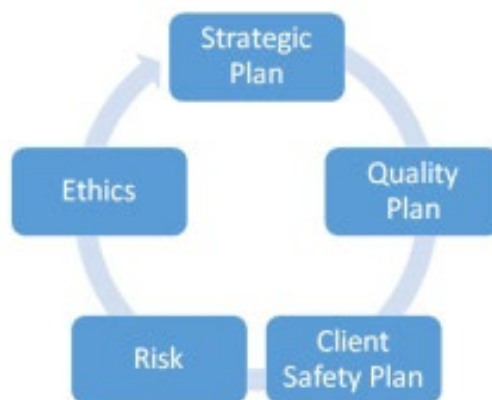 Strategic
Plan
Quality
Plan
Client
Safety Plan
Risk
Ethics